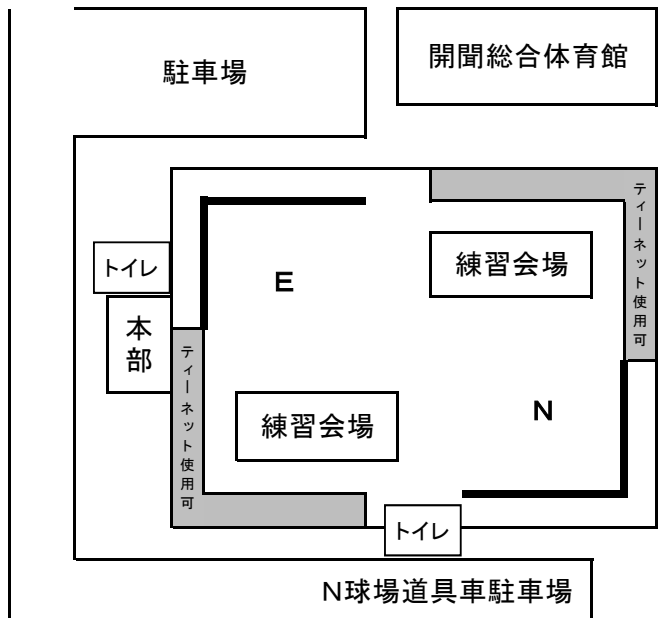 駐車場
開聞総合体育館
ティーネット使用可
トイレ
E
練習会場
本部
ティーネット使用可
練習会場
N
トイレ
N球場道具車駐車場